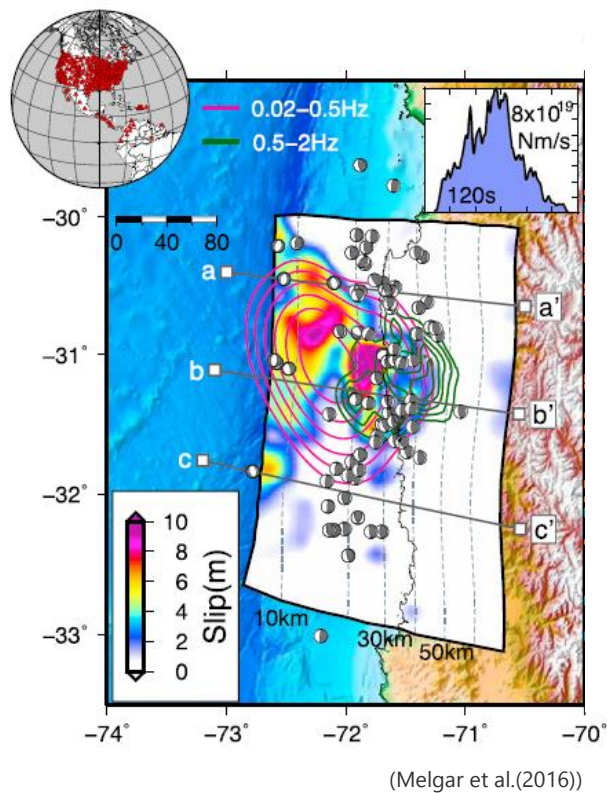 0.02–0.5Hz
0.5–2Hz
8x10¹⁹
Nm/s
120s
0 40 80
a
a'
b
b'
c
c'
10
8
6
4
2
0
Slip(m)
10km
30km
50km
−30°
−31°
−32°
−33°
−74° −73° −72° −71° −70°
(Melgar et al.(2016))